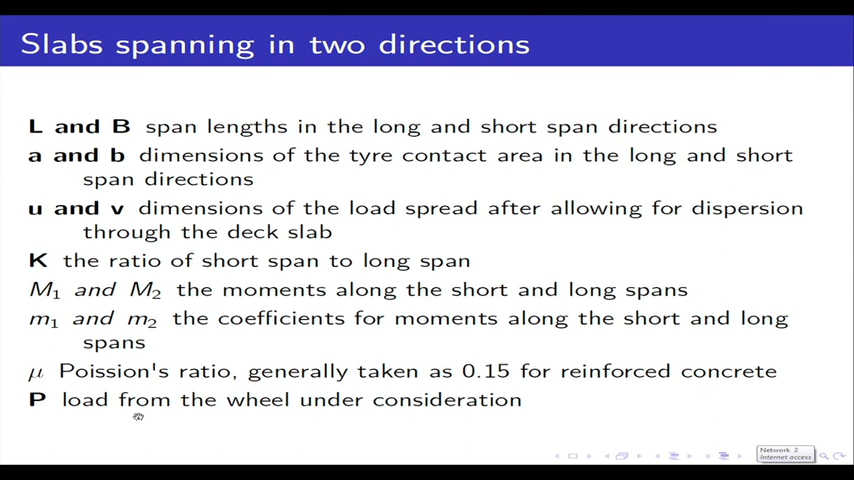 Slabs spanning in two directions
L and B span lengths in the long and short span directions
a and b dimensions of the tyre contact area in the long and short
span directions
u and v dimensions of the load spread after allowing for dispersion
through the deck slab
K the ratio of short span to long span
M₁ and M₂ the moments along the short and long spans
m₁ and m₂ the coefficients for moments along the short and long
spans
μ Poission's ratio, generally taken as 0.15 for reinforced concrete
P load from the wheel under consideration
Network 2
Internet access